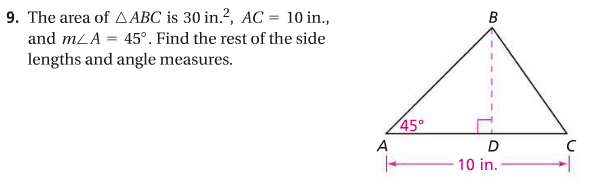 9. The area of △ABC is 30 in.², AC = 10 in.,
and m∠A = 45°. Find the rest of the side
lengths and angle measures.
B
45°
A
D
C
10 in.